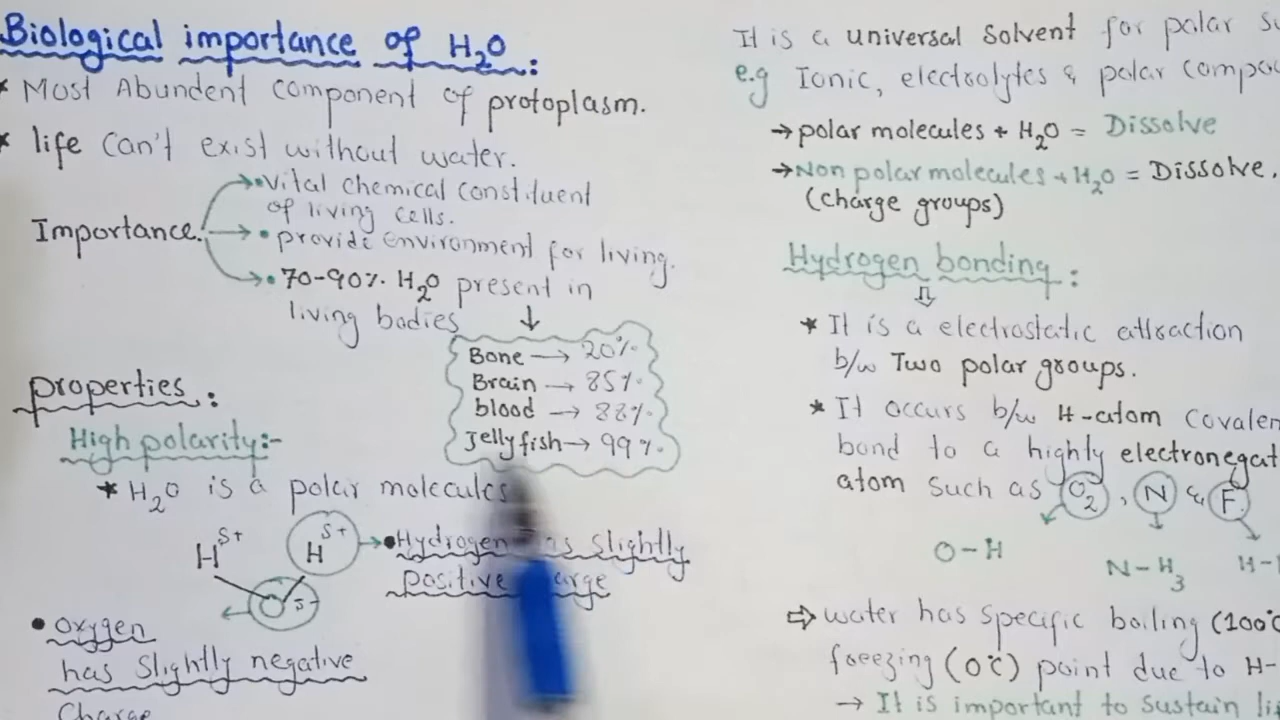 Biological importance of H₂O :
* Most Abundent component of protoplasm.
* life can't exist without water.
Importance.
• Vital chemical constituent
of living cells.
• provide environment for living.
• 70-90% H₂O present in
living bodies
Bone → 20%
Brain → 85%
blood → 88%
Jelly fish → 99%
properties :
High polarity:-
* H₂O is a polar molecules
H δ+
H δ+
O δ-
• Hydrogen has slightly
positive
• Oxygen
has slightly negative
Charge
It is a universal solvent for polar
e.g Ionic, electrolytes & polar
→ polar molecules + H₂O = Dissolve
→ Non polar molecules + H₂O = Dissolve.
(charge groups)
Hydrogen bonding :
* It is a electrostatic attraction
b/w Two polar groups.
* It occurs b/w H-atom
bond to a highly
atom such as O₂, N & F
O-H
N-H₃
H-
⇒ water has specific boiling (100°C
freezing (0°C) point due to H-
→ It is important to sustain